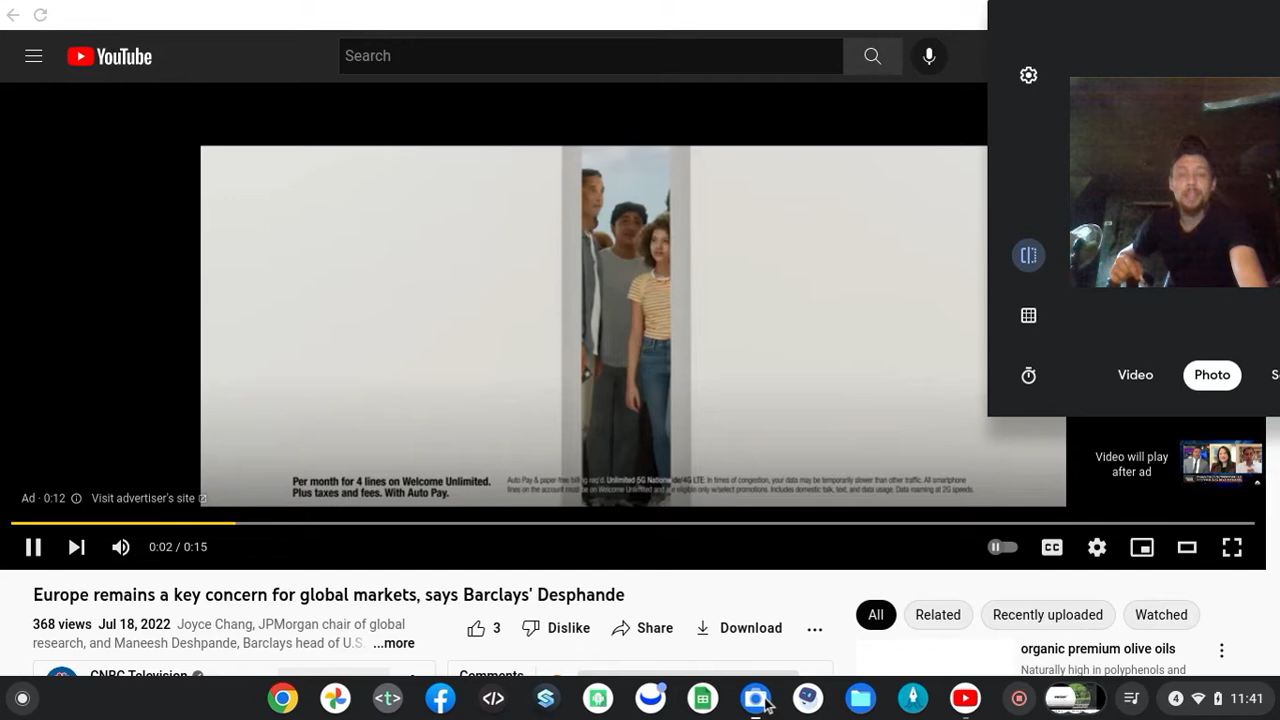 YouTube
Search
Per month for 4 lines on Welcome Unlimited.
Plus taxes and fees. With Auto Pay.
Ad · 0:12
Visit advertiser's site
Video will play
after ad
Video
Photo
0:02 / 0:15
CC
Europe remains a key concern for global markets, says Barclays' Desphande
368 views Jul 18, 2022 Joyce Chang, JPMorgan chair of global
research, and Maneesh Deshpande, Barclays head of U.S. ...more
3
Dislike
Share
Download
All
Related
Recently uploaded
Watched
CNBC Television
Comments
organic premium olive oils
Naturally high in polyphenols and
4
11:41